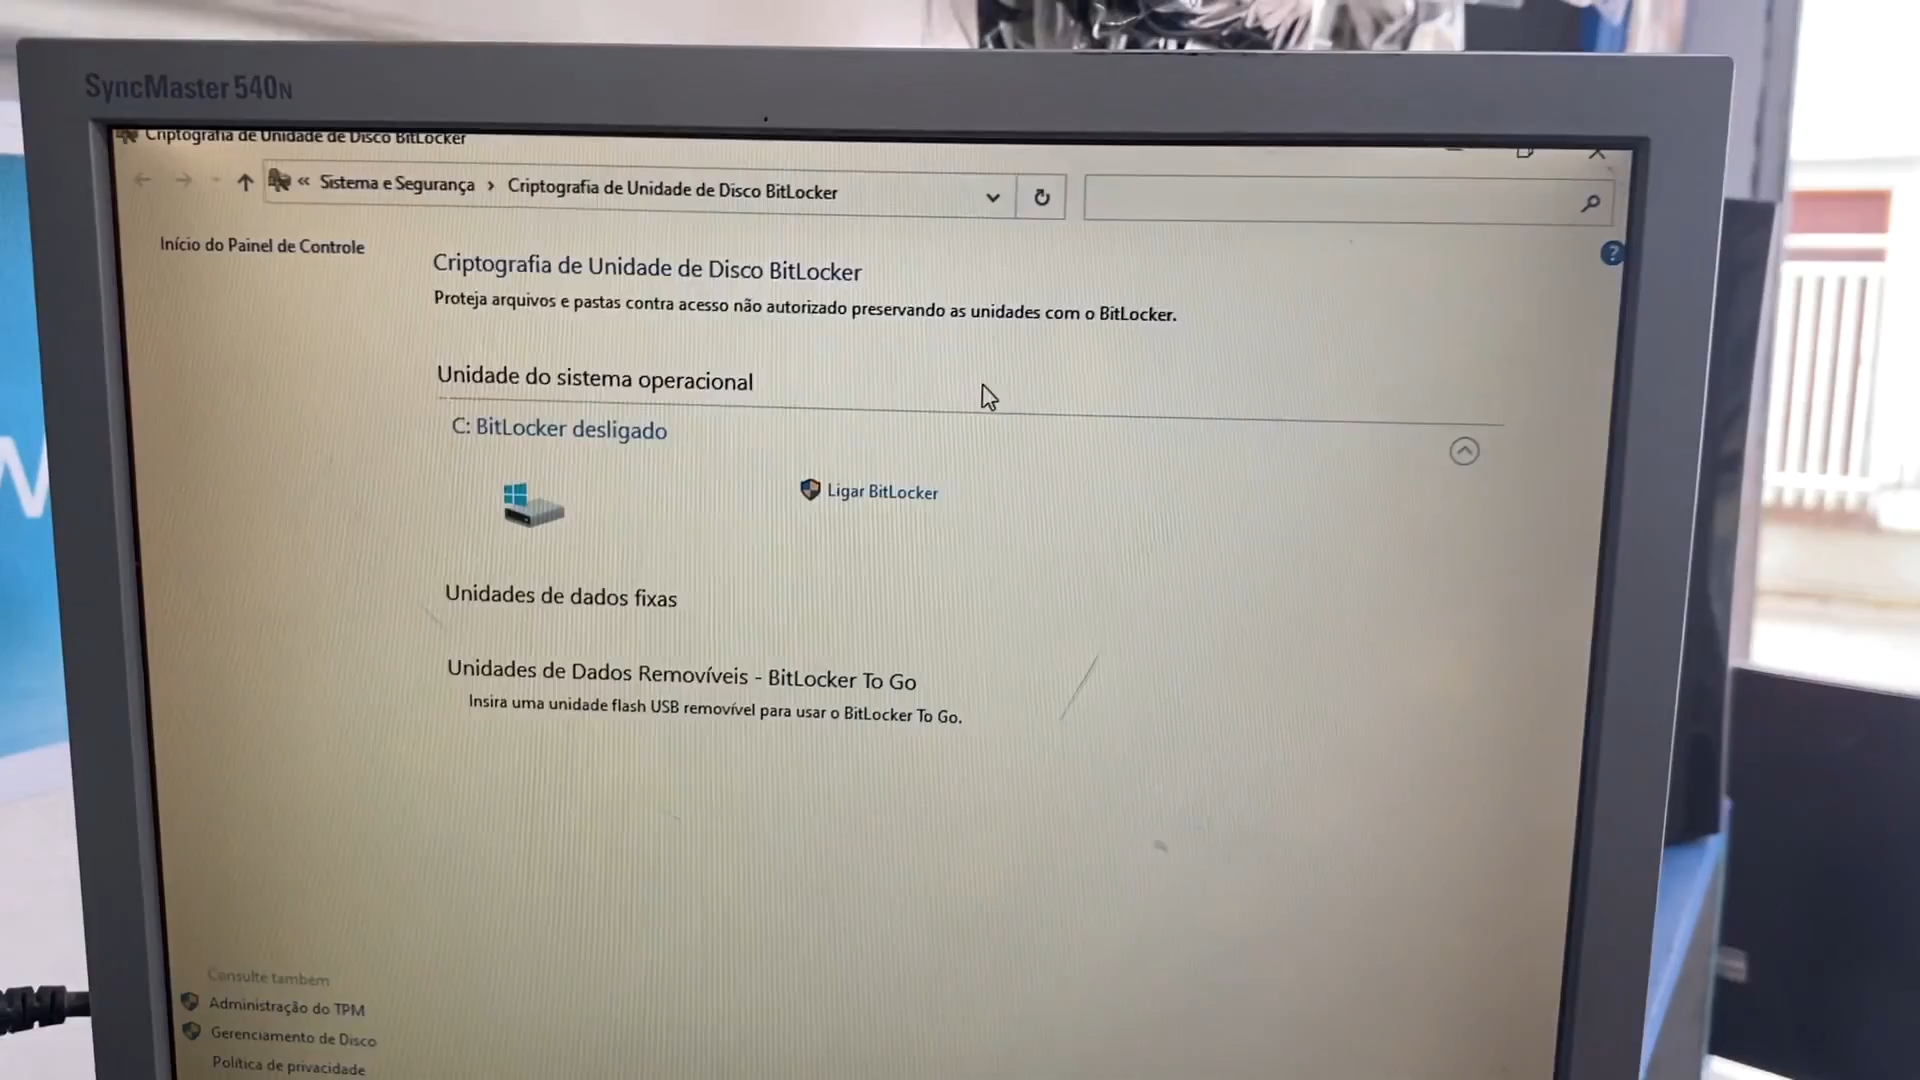 SyncMaster 540N
Criptografia de Unidade de Disco BitLocker
« Sistema e Segurança › Criptografia de Unidade de Disco BitLocker
Início do Painel de Controle
Criptografia de Unidade de Disco BitLocker
Proteja arquivos e pastas contra acesso não autorizado preservando as unidades com o BitLocker.
Unidade do sistema operacional
C: BitLocker desligado
Ligar BitLocker
Unidades de dados fixas
Unidades de Dados Removíveis - BitLocker To Go
Insira uma unidade flash USB removível para usar o BitLocker To Go.
Consulte também
Administração do TPM
Gerenciamento de Disco
Política de privacidade